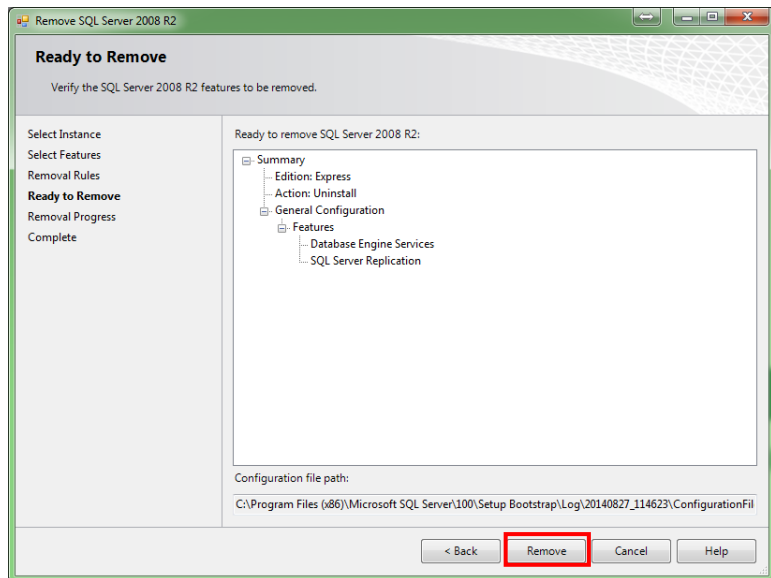 Remove SQL Server 2008 R2
Ready to Remove
Verify the SQL Server 2008 R2 features to be removed.
Select Instance
Select Features
Removal Rules
Ready to Remove
Removal Progress
Complete
Ready to remove SQL Server 2008 R2:
Summary
Edition: Express
Action: Uninstall
General Configuration
Features
Database Engine Services
SQL Server Replication
Configuration file path:
C:\Program Files (x86)\Microsoft SQL Server\100\Setup Bootstrap\Log\20140827_114623\ConfigurationFil
< Back Remove Cancel Help